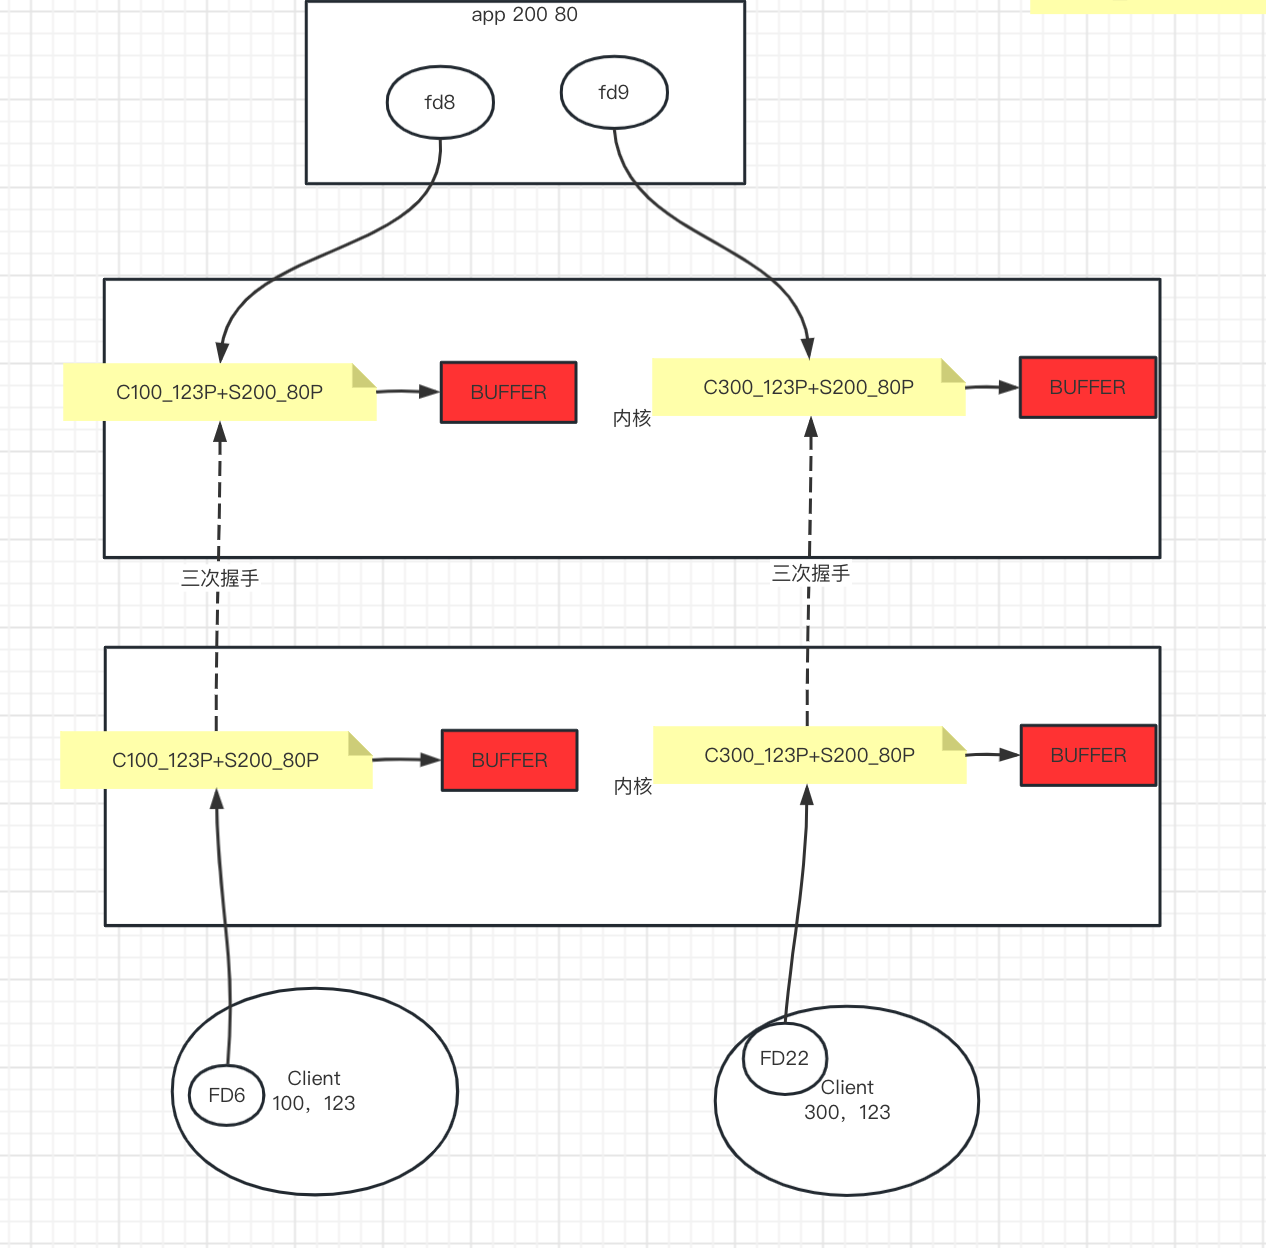 app 200 80
fd8
fd9
C100_123P+S200_80P
BUFFER
内核
C300_123P+S200_80P
BUFFER
三次握手
三次握手
C100_123P+S200_80P
BUFFER
内核
C300_123P+S200_80P
BUFFER
FD6
Client
100，123
FD22
Client
300，123